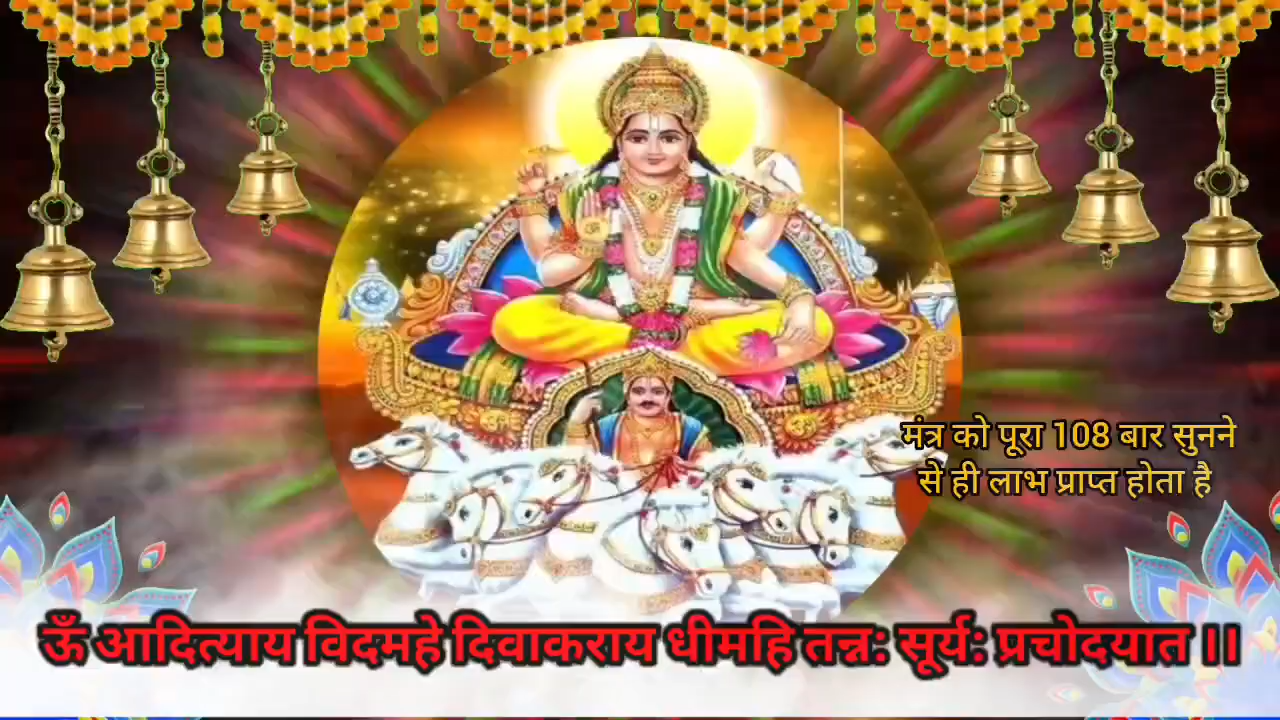 मंत्र को पूरा 108 बार सुनने
से ही लाभ प्राप्त होता है
ऊँ आदित्याय विदमहे दिवाकराय धीमहि तन्न: सूर्य: प्रचोदयात ।।